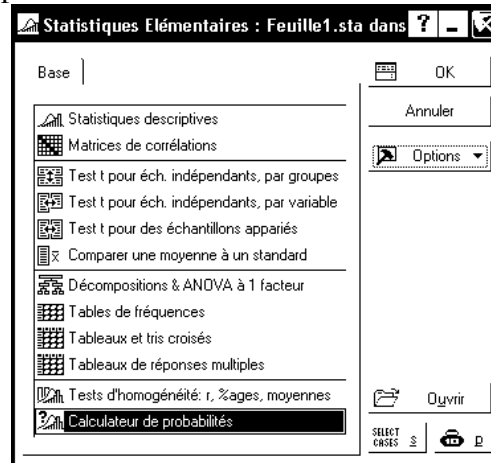 Statistiques Elémentaires : Feuille1.sta dans
Base
OK
Annuler
Options
Statistiques descriptives
Matrices de corrélations
Test t pour éch. indépendants, par groupes
Test t pour éch. indépendants, par variable
Test t pour des échantillons appariés
Comparer une moyenne à un standard
Décompositions & ANOVA à 1 facteur
Tables de fréquences
Tableaux et tris croisés
Tableaux de réponses multiples
Tests d'homogénéité: r, %ages, moyennes
Calculateur de probabilités
Ouvrir
SELECT CASES S
D